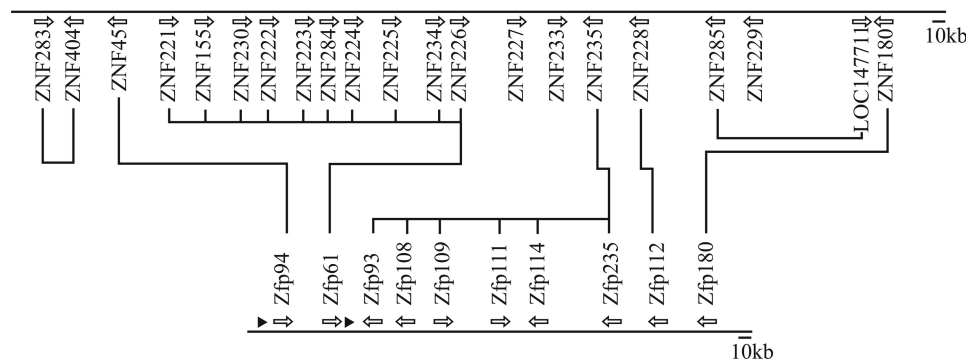 ZNF283
ZNF404
ZNF45
ZNF221
ZNF155
ZNF230
ZNF222
ZNF223
ZNF284
ZNF224
ZNF225
ZNF234
ZNF226
ZNF227
ZNF233
ZNF235
ZNF228
ZNF285
ZNF229
LOC147711
ZNF180
10kb
Zfp94
Zfp61
Zfp93
Zfp108
Zfp109
Zfp111
Zfp114
Zfp235
Zfp112
Zfp180
10kb